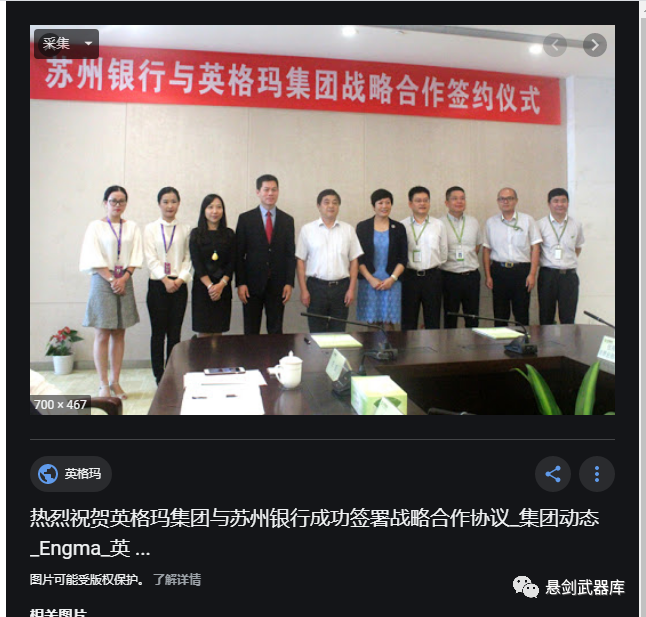 采集
苏州银行与英格玛集团战略合作签约仪式
700 × 467
英格玛
热烈祝贺英格玛集团与苏州银行成功签署战略合作协议_集团动态
_Engma_英 ...
图片可能受版权保护。 了解详情
悬剑武器库
相关图片